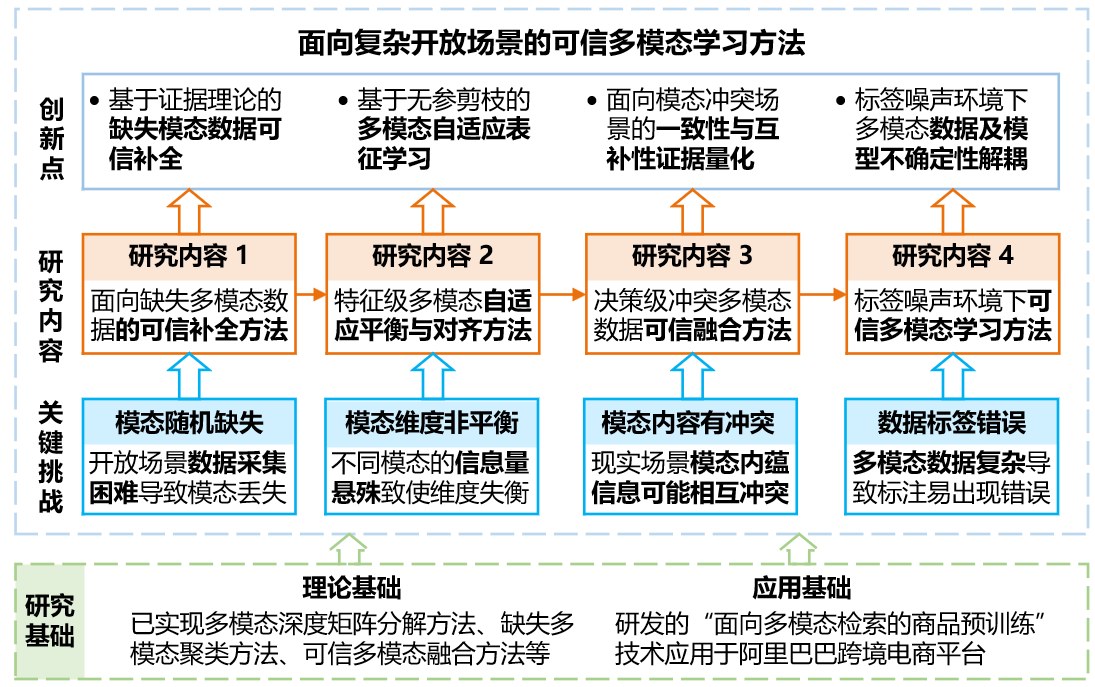 面向复杂开放场景的可信多模态学习方法
创新点
• 基于证据理论的
缺失模态数据可
信补全
• 基于无参剪枝的
多模态自适应表
征学习
• 面向模态冲突场
景的一致性与互
补性证据量化
• 标签噪声环境下
多模态数据及模
型不确定性解耦
研究内容
研究内容 1
面向缺失多模态数
据的可信补全方法
研究内容 2
特征级多模态自适
应平衡与对齐方法
研究内容 3
决策级冲突多模态
数据可信融合方法
研究内容 4
标签噪声环境下可
信多模态学习方法
关键挑战
模态随机缺失
开放场景数据采集
困难导致模态丢失
模态维度非平衡
不同模态的信息量
悬殊致使维度失衡
模态内容有冲突
现实场景模态内蕴
信息可能相互冲突
数据标签错误
多模态数据复杂导
致标注易出现错误
研究
基础
理论基础
已实现多模态深度矩阵分解方法、缺失多
模态聚类方法、可信多模态融合方法等
应用基础
研发的“面向多模态检索的商品预训练”
技术应用于阿里巴巴跨境电商平台